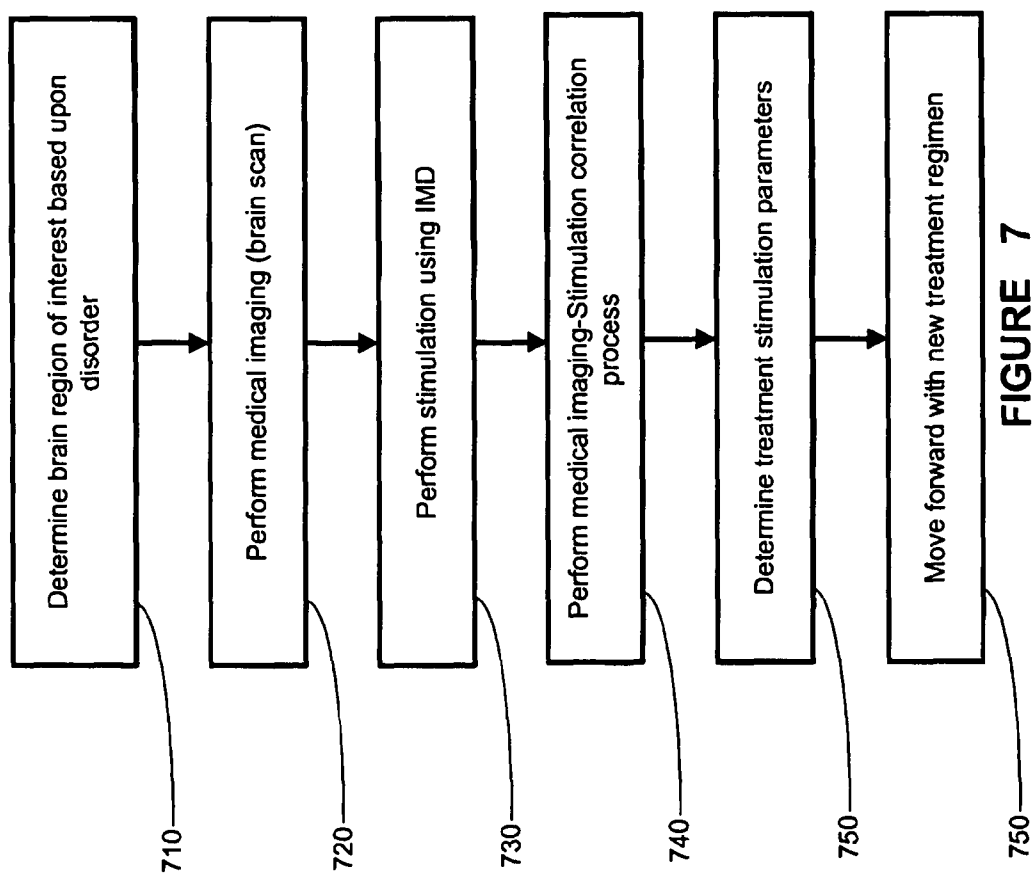 Determine brain region of interest based upon
disorder
710
Perform medical imaging (brain scan)
720
Perform stimulation using IMD
730
Perform medical imaging-Stimulation correlation
process
740
Determine treatment stimulation parameters
750
Move forward with new treatment regimen
750
FIGURE 7